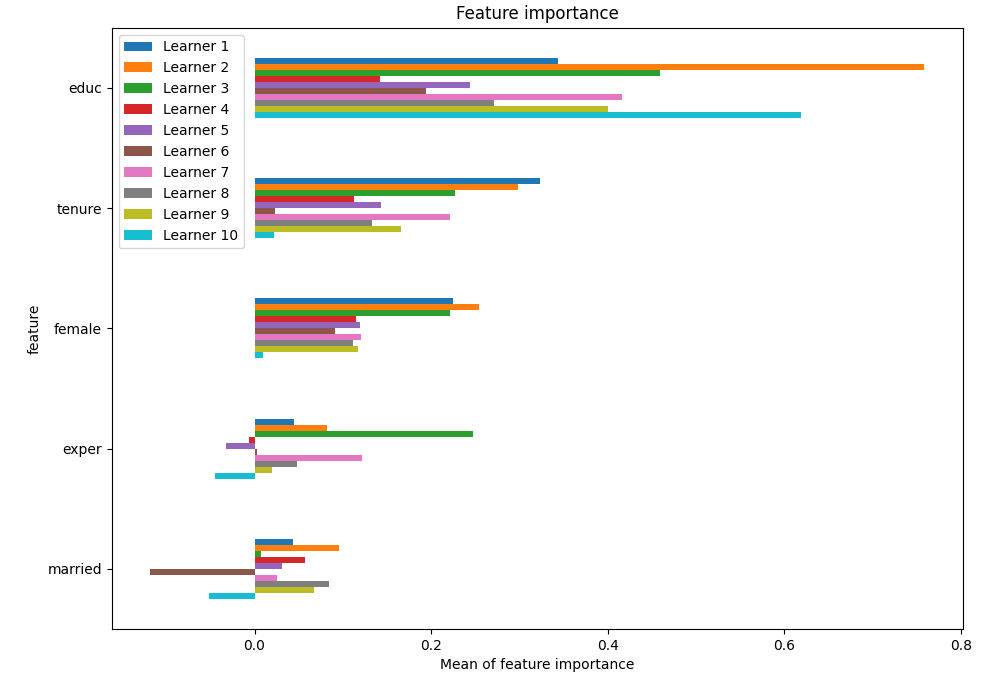 Feature importance
Learner 1
Learner 2
Learner 3
Learner 4
Learner 5
Learner 6
Learner 7
Learner 8
Learner 9
Learner 10
educ
tenure
female
exper
married
feature
0.0 0.2 0.4 0.6 0.8
Mean of feature importance